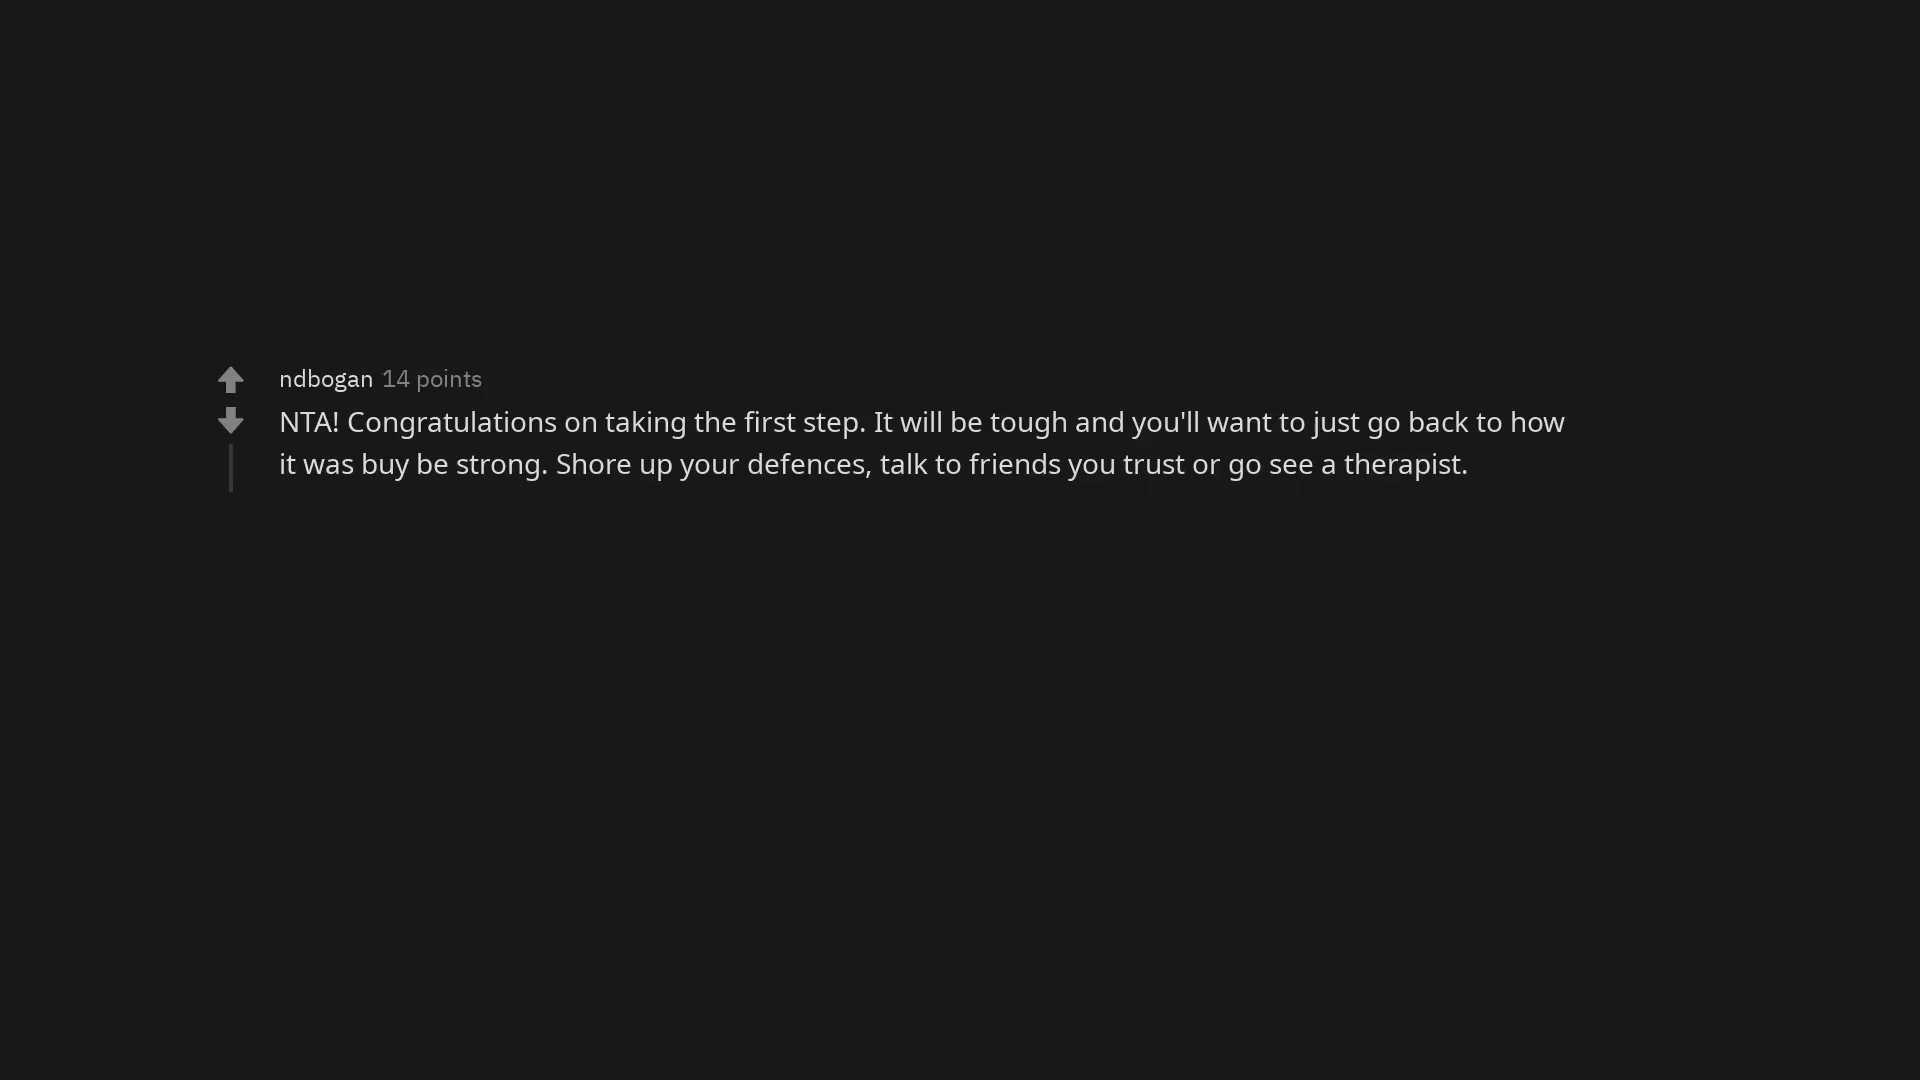 ndbogan 14 points
NTA! Congratulations on taking the first step. It will be tough and you'll want to just go back to how
it was buy be strong. Shore up your defences, talk to friends you trust or go see a therapist.